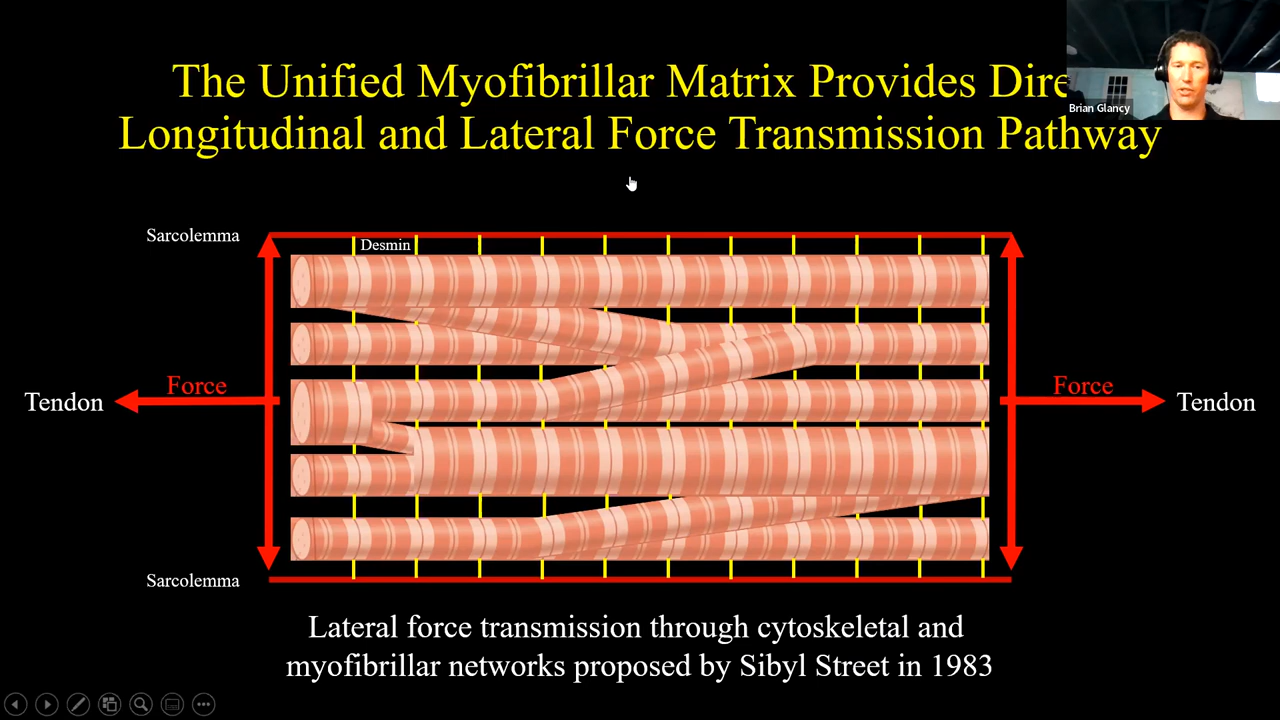 The Unified Myofibrillar Matrix Provides
Longitudinal and Lateral Force Transmission Pathway
Brian Glancy
Sarcolemma
Desmin
Force
Force
Tendon
Tendon
Sarcolemma
Lateral force transmission through cytoskeletal and
myofibrillar networks proposed by Sibyl Street in 1983